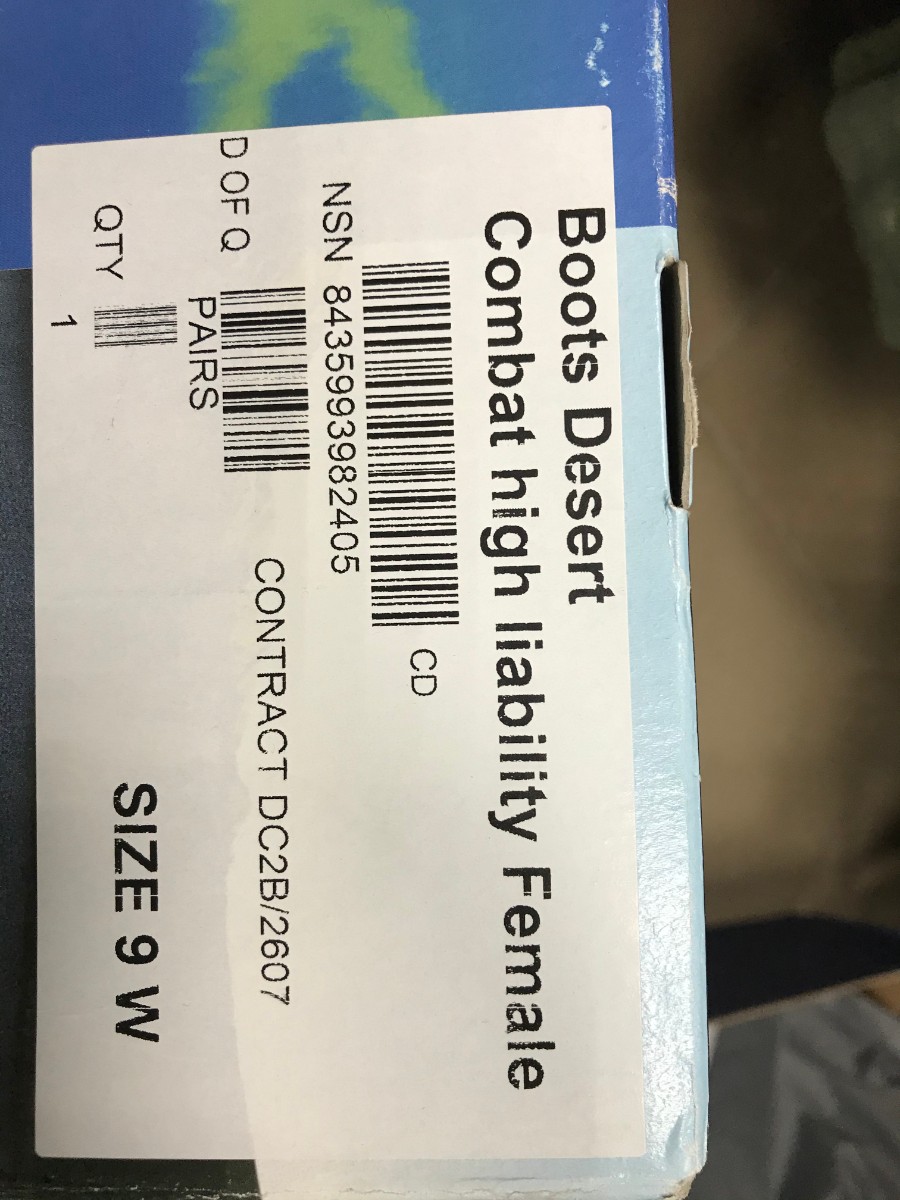 Boots Desert
Combat high liability Female
CD
NSN 8435993982405
D OF Q
PAIRS
CONTRACT DC2B/2607
QTY
1
SIZE 9 W